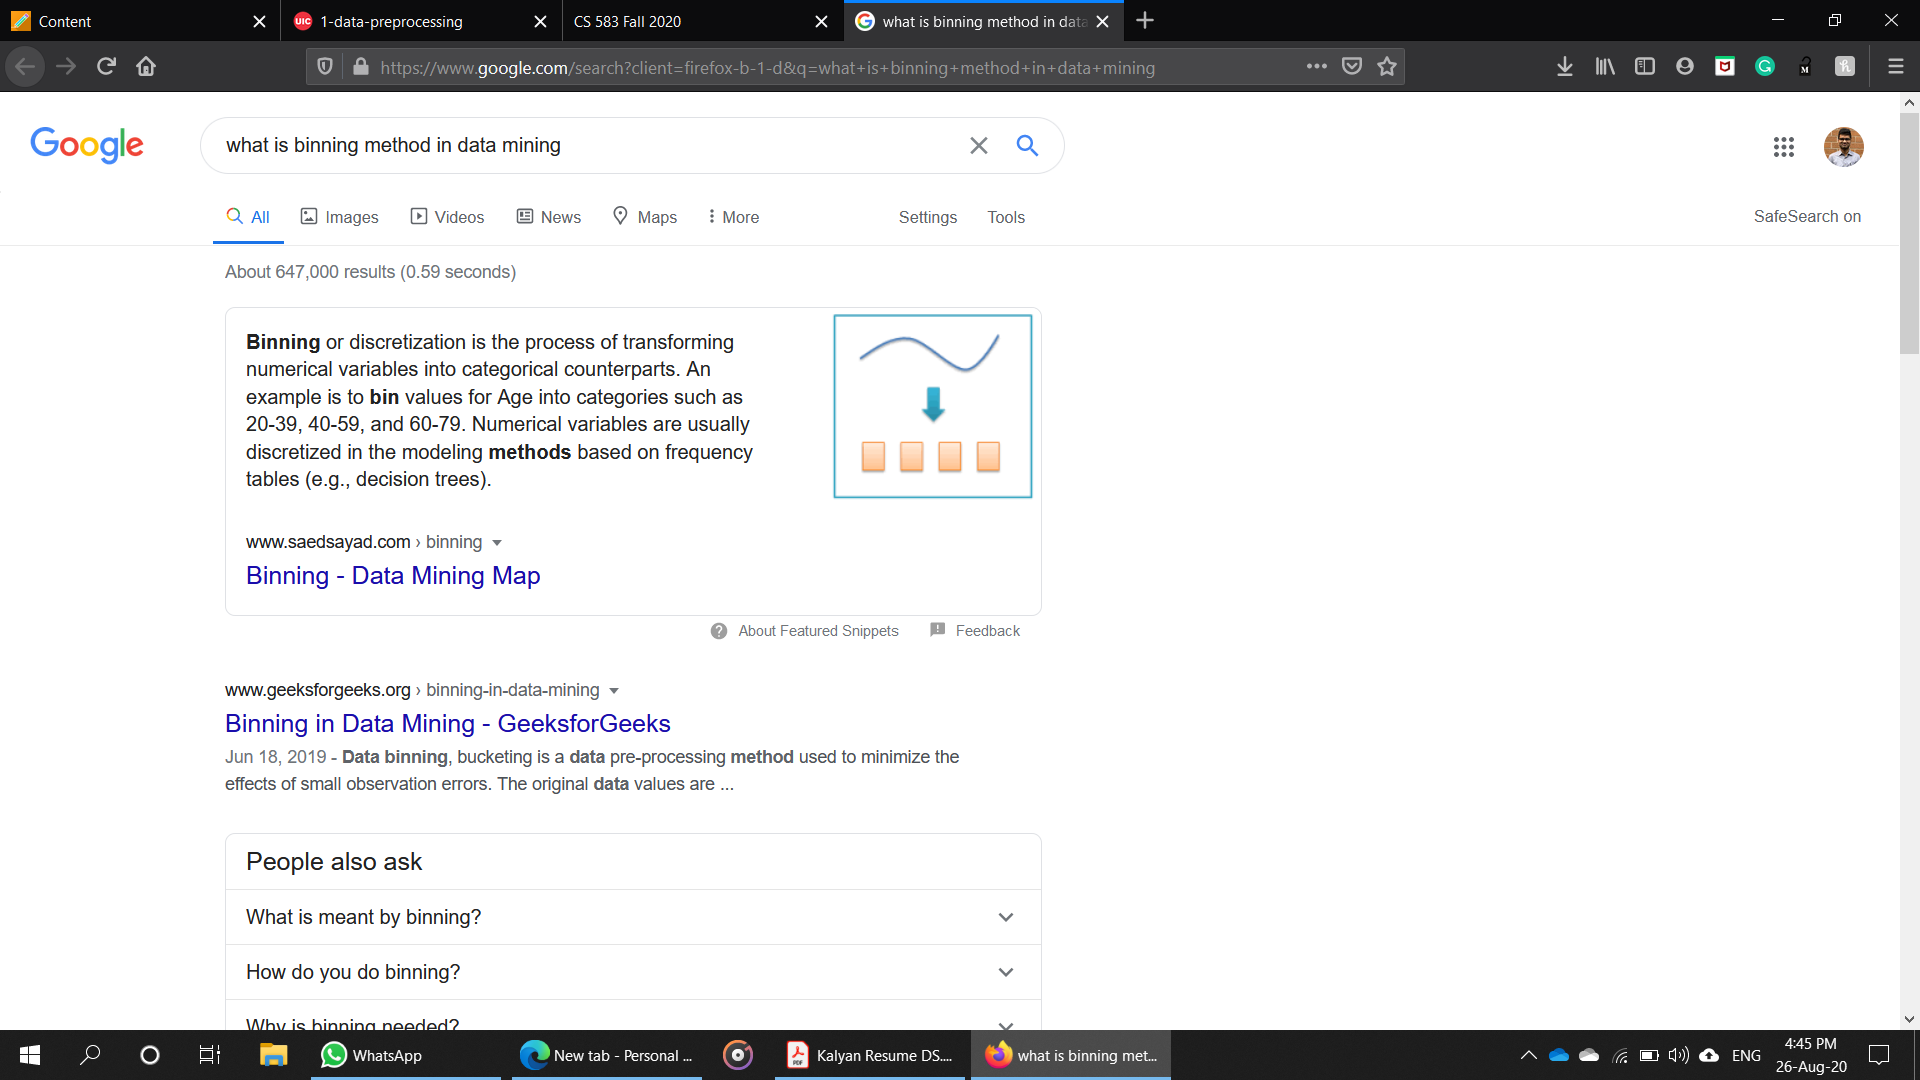 Content
UIC 1-data-preprocessing
CS 583 Fall 2020
what is binning method in data
https://www.google.com/search?client=firefox-b-1-d&q=what+is+binning+method+in+data+mining
Google
what is binning method in data mining
All Images Videos News Maps More Settings Tools SafeSearch on
About 647,000 results (0.59 seconds)
Binning or discretization is the process of transforming
numerical variables into categorical counterparts. An
example is to bin values for Age into categories such as
20-39, 40-59, and 60-79. Numerical variables are usually
discretized in the modeling methods based on frequency
tables (e.g., decision trees).
www.saedsayad.com › binning
Binning - Data Mining Map
About Featured Snippets Feedback
www.geeksforgeeks.org › binning-in-data-mining
Binning in Data Mining - GeeksforGeeks
Jun 18, 2019 - Data binning, bucketing is a data pre-processing method used to minimize the
effects of small observation errors. The original data values are ...
People also ask
What is meant by binning?
How do you do binning?
Why is binning needed?
WhatsApp
New tab - Personal ...
Kalyan Resume DS....
what is binning met...
ENG
4:45 PM
26-Aug-20